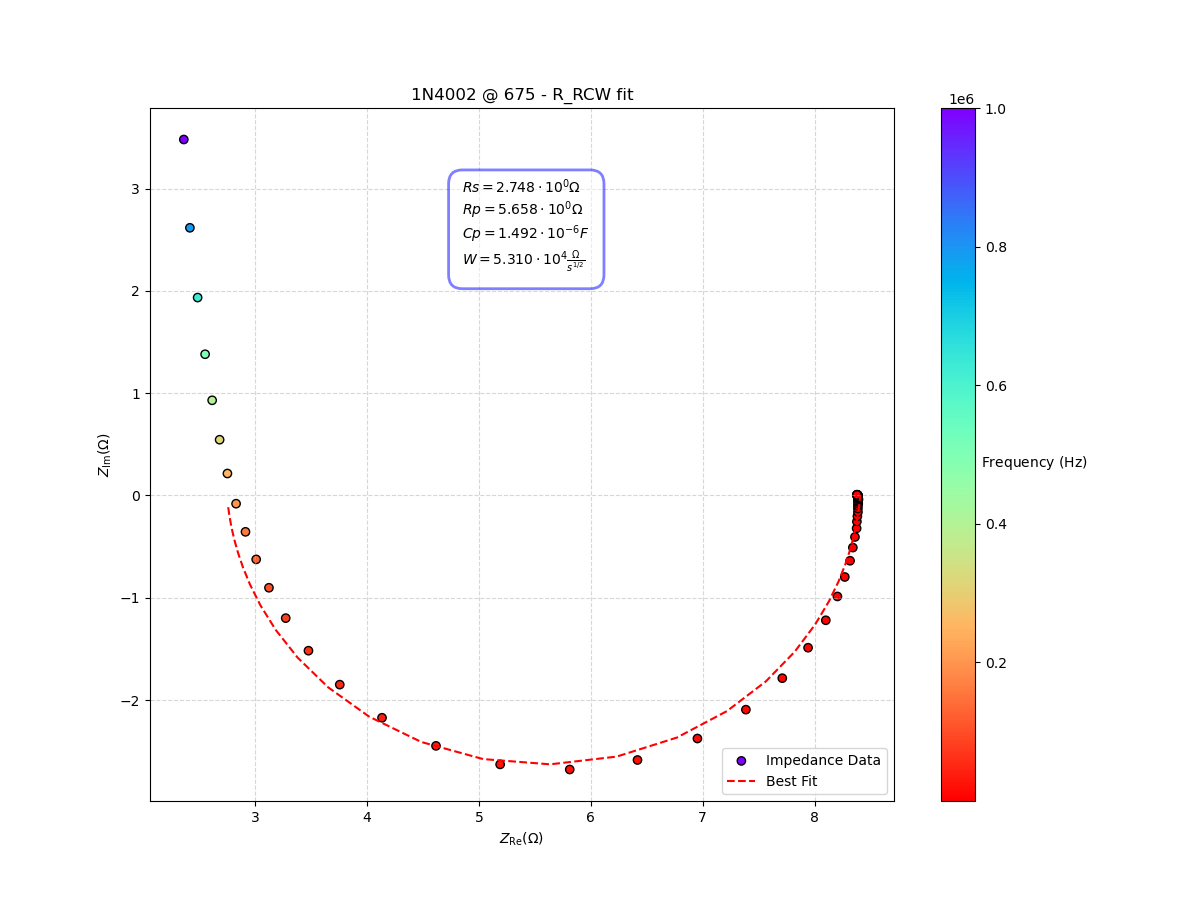 1N4002 @ 675 - R_RCW fit
1e6
1.0
0.8
0.6
0.4
0.2
Frequency (Hz)
Rs = 2.748 · 10⁰Ω
Rp = 5.658 · 10⁰Ω
Cp = 1.492 · 10⁻⁶F
W = 5.310 · 10⁴ Ω/s^{1/2}
3
2
1
0
−1
−2
Z_Im(Ω)
3 4 5 6 7 8
Z_Re(Ω)
Impedance Data
Best Fit